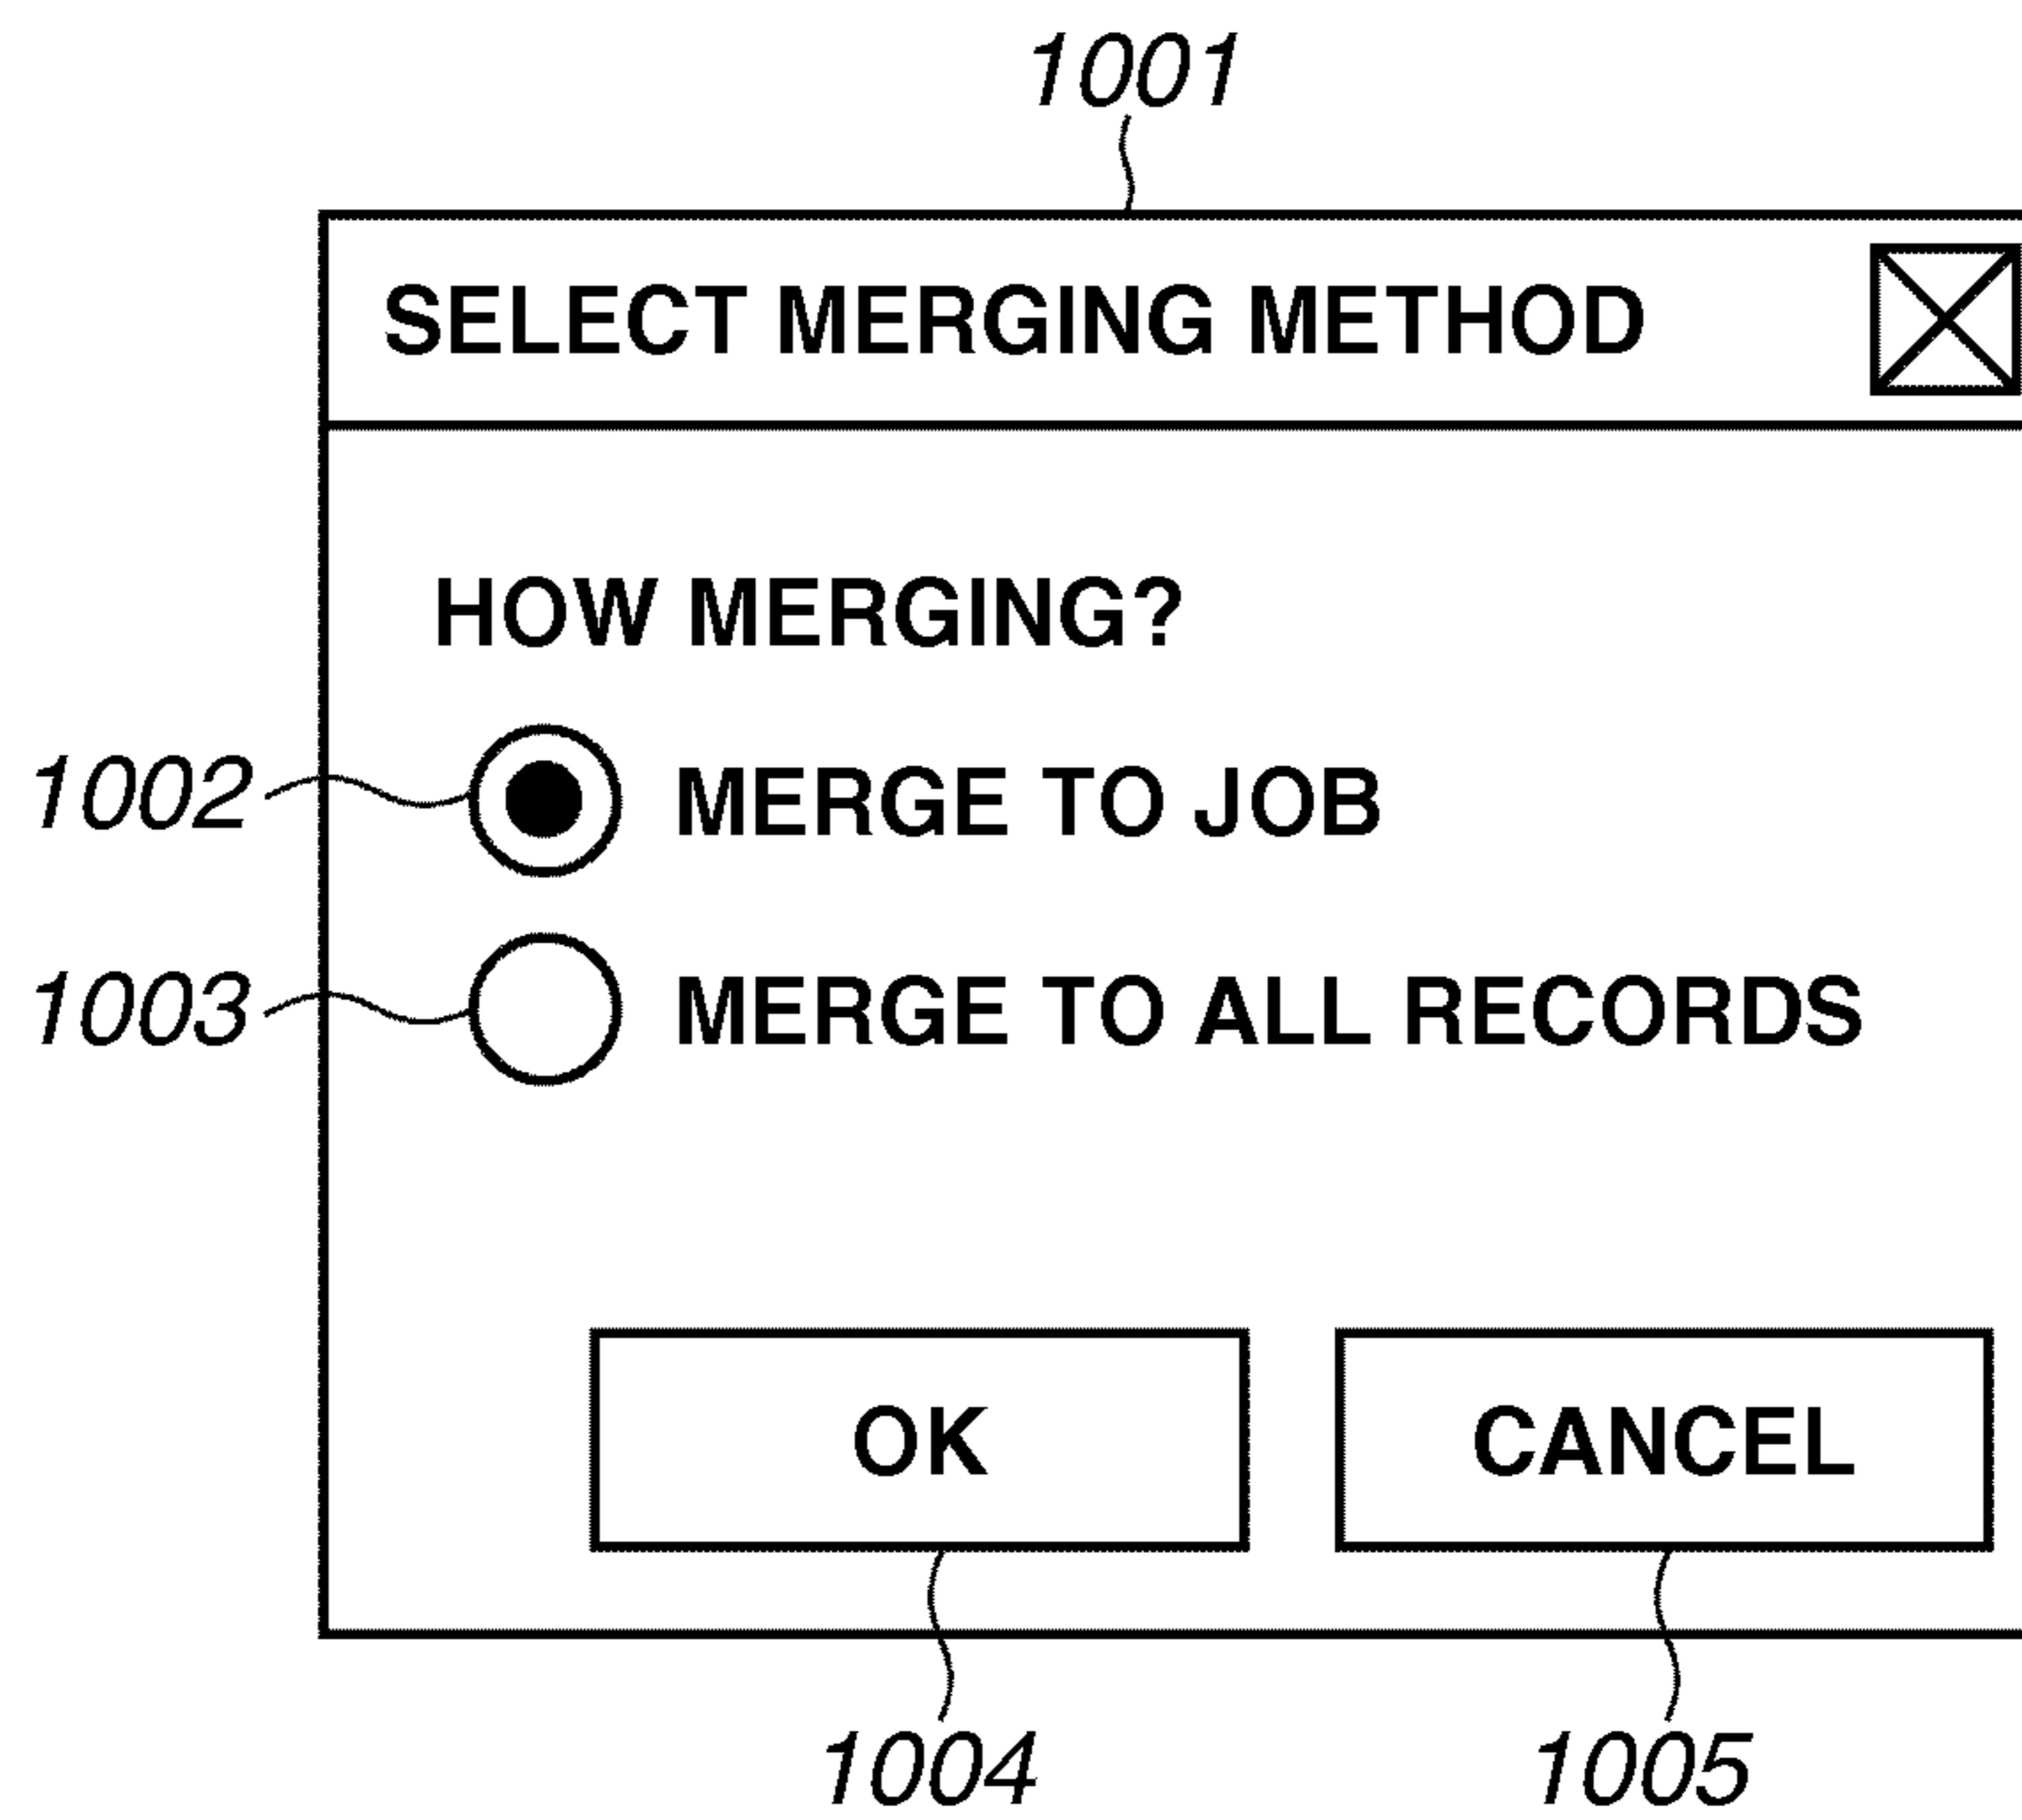 1001
SELECT MERGING METHOD
HOW MERGING?
1002 MERGE TO JOB
1003 MERGE TO ALL RECORDS
OK CANCEL
1004 1005